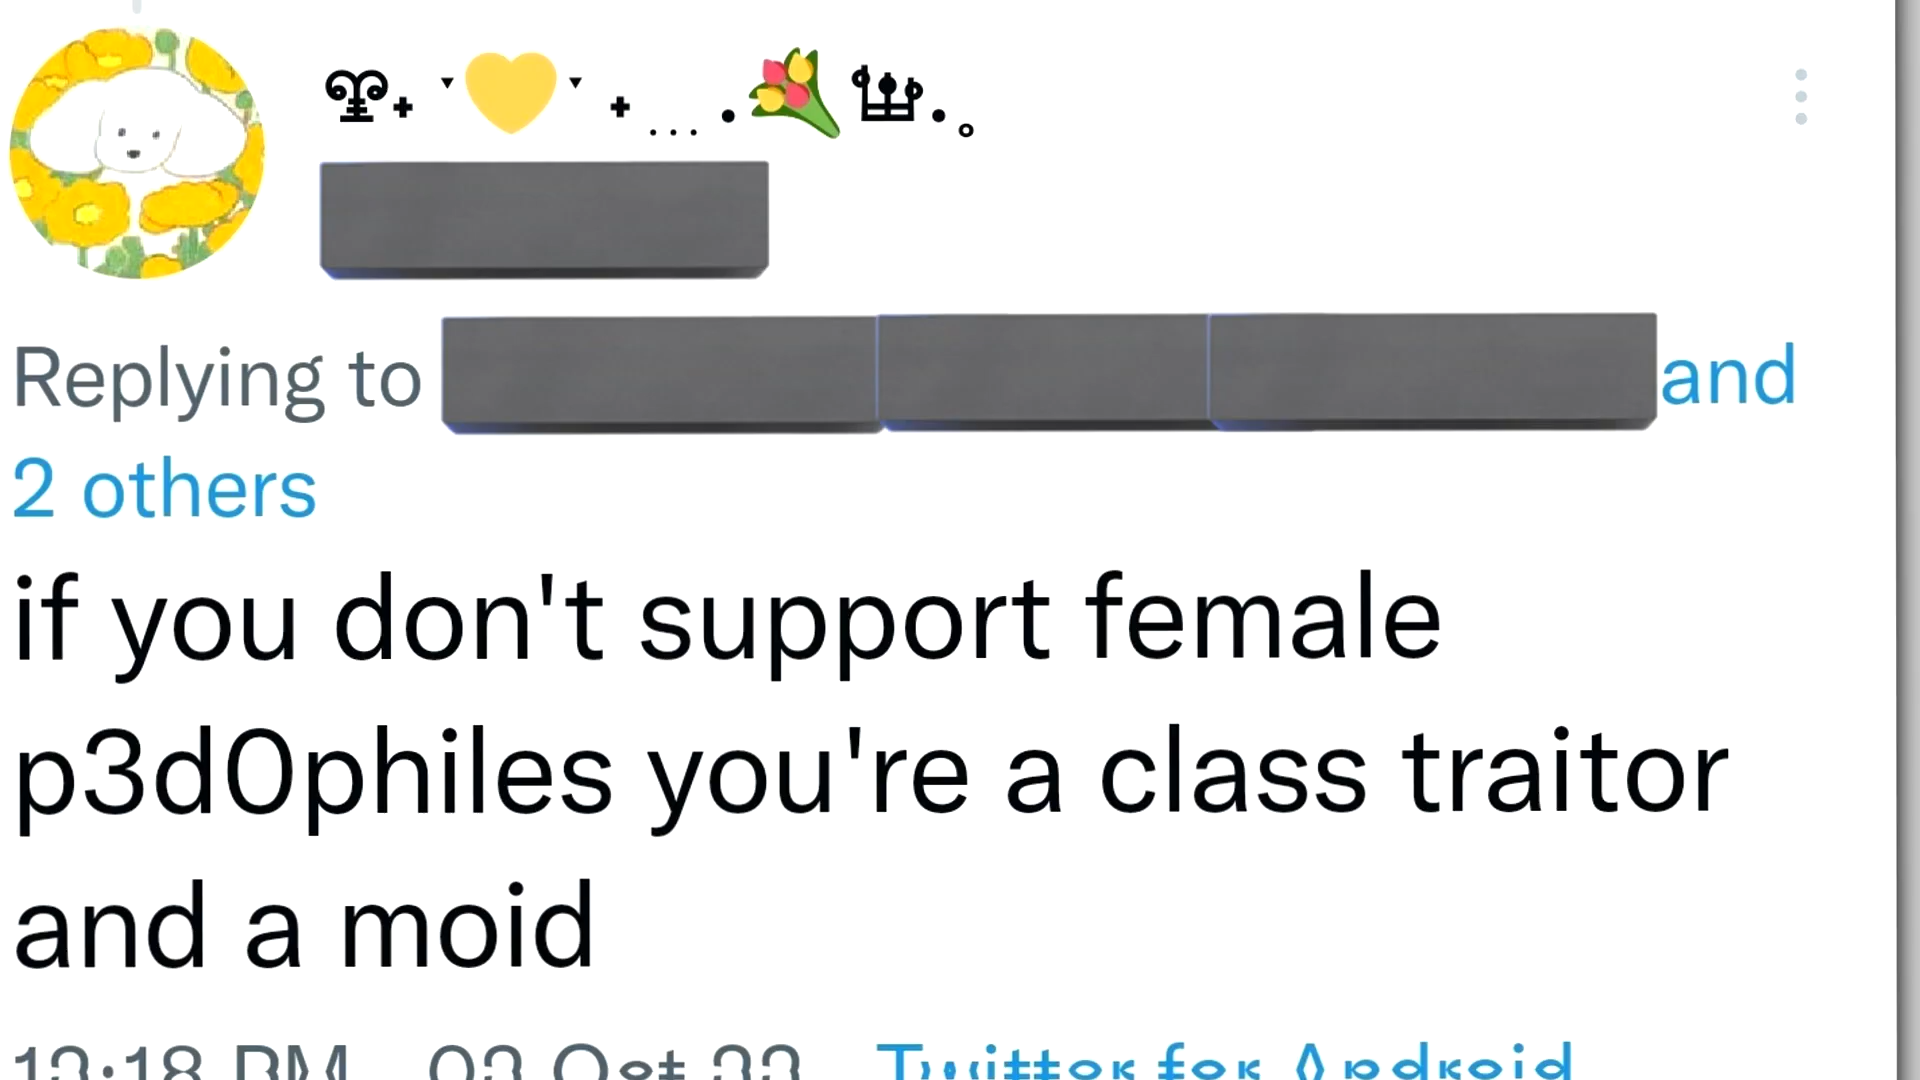 Replying to and
2 others
if you don't support female
p3d0philes you're a class traitor
and a moid
Twitter for Android